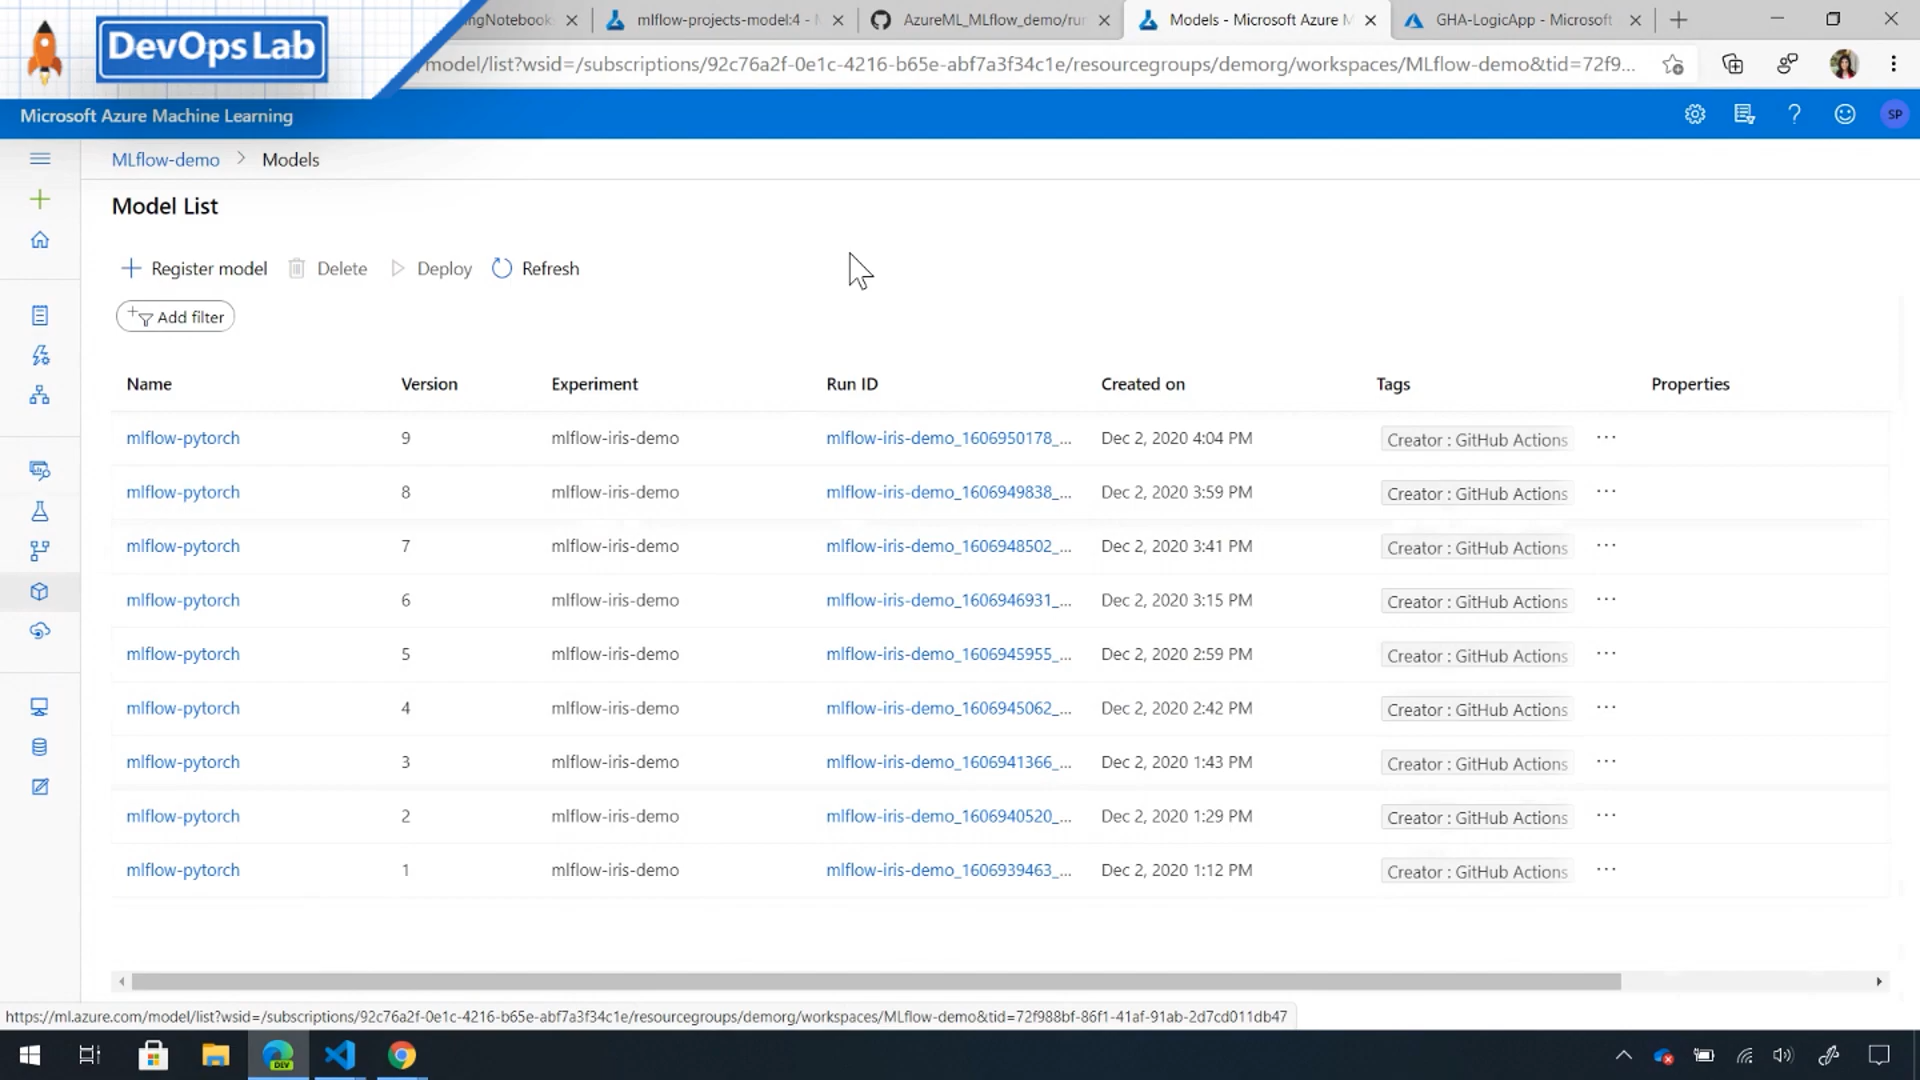 DevOps Lab
ngNotebook
mlflow-projects-model:4 -
AzureML_MLflow_demo/rur
Models - Microsoft Azure M
GHA-LogicApp - Microsoft
model/list?wsid=/subscriptions/92c76a2f-0e1c-4216-b65e-abf7a3f34c1e/resourcegroups/demorg/workspaces/MLflow-demo&tid=72f9...
Microsoft Azure Machine Learning
SP
MLflow-demo > Models
Model List
Register model Delete Deploy Refresh
Add filter
Name Version Experiment Run ID Created on Tags Properties
mlflow-pytorch 9 mlflow-iris-demo mlflow-iris-demo_1606950178_... Dec 2, 2020 4:04 PM Creator : GitHub Actions ...
mlflow-pytorch 8 mlflow-iris-demo mlflow-iris-demo_1606949838_... Dec 2, 2020 3:59 PM Creator : GitHub Actions ...
mlflow-pytorch 7 mlflow-iris-demo mlflow-iris-demo_1606948502_... Dec 2, 2020 3:41 PM Creator : GitHub Actions ...
mlflow-pytorch 6 mlflow-iris-demo mlflow-iris-demo_1606946931_... Dec 2, 2020 3:15 PM Creator : GitHub Actions ...
mlflow-pytorch 5 mlflow-iris-demo mlflow-iris-demo_1606945955_... Dec 2, 2020 2:59 PM Creator : GitHub Actions ...
mlflow-pytorch 4 mlflow-iris-demo mlflow-iris-demo_1606945062_... Dec 2, 2020 2:42 PM Creator : GitHub Actions ...
mlflow-pytorch 3 mlflow-iris-demo mlflow-iris-demo_1606941366_... Dec 2, 2020 1:43 PM Creator : GitHub Actions ...
mlflow-pytorch 2 mlflow-iris-demo mlflow-iris-demo_1606940520_... Dec 2, 2020 1:29 PM Creator : GitHub Actions ...
mlflow-pytorch 1 mlflow-iris-demo mlflow-iris-demo_1606939463_... Dec 2, 2020 1:12 PM Creator : GitHub Actions ...
https://ml.azure.com/model/list?wsid=/subscriptions/92c76a2f-0e1c-4216-b65e-abf7a3f34c1e/resourcegroups/demorg/workspaces/MLflow-demo&tid=72f988bf-86f1-41af-91ab-2d7cd011db47
DEV